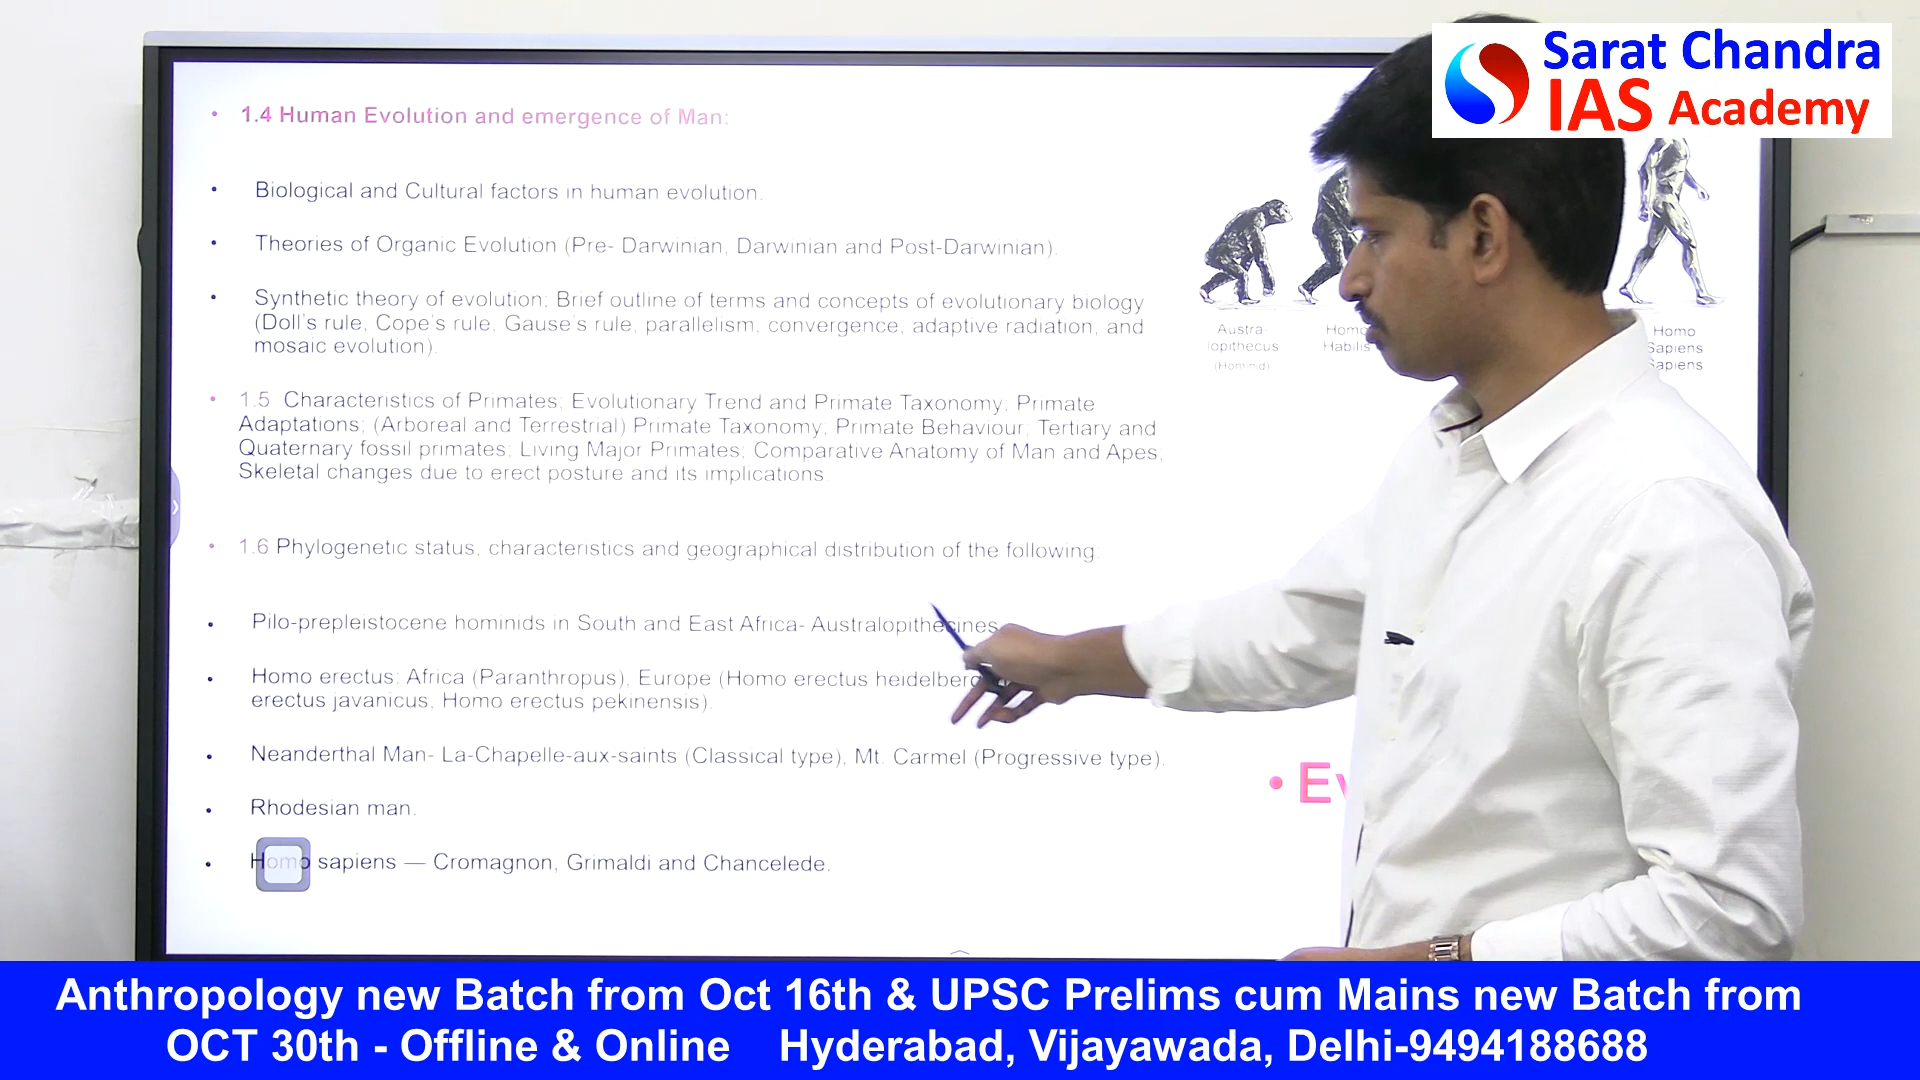 Sarat Chandra
IAS Academy
1.4 Human Evolution and emergence of Man:
Biological and Cultural factors in human evolution.
Theories of Organic Evolution (Pre- Darwinian, Darwinian and Post-Darwinian).
Synthetic theory of evolution; Brief outline of terms and concepts of evolutionary biology
(Doll's rule, Cope's rule, Gause's rule, parallelism, convergence, adaptive radiation, and
mosaic evolution).
1.5 Characteristics of Primates; Evolutionary Trend and Primate Taxonomy; Primate
Adaptations; (Arboreal and Terrestrial) Primate Taxonomy; Primate Behaviour; Tertiary and
Quaternary fossil primates; Living Major Primates; Comparative Anatomy of Man and Apes;
Skeletal changes due to erect posture and its implications.
1.6 Phylogenetic status, characteristics and geographical distribution of the following:
Pilo-prepleistocene hominids in South and East Africa- Australopithecines.
Homo erectus: Africa (Paranthropus), Europe (Homo erectus
erectus javanicus, Homo erectus pekinensis).
Neanderthal Man- La-Chapelle-aux-saints (Classical type), Mt. Carmel (Progressive type).
Rhodesian man.
Homo sapiens — Cromagnon, Grimaldi and Chancelede.
Austra-
lopithecus
(Hominid)
Homo
Habilis
Homo
Sapiens
Sapiens
Anthropology new Batch from Oct 16th & UPSC Prelims cum Mains new Batch from
OCT 30th - Offline & Online Hyderabad, Vijayawada, Delhi-9494188688